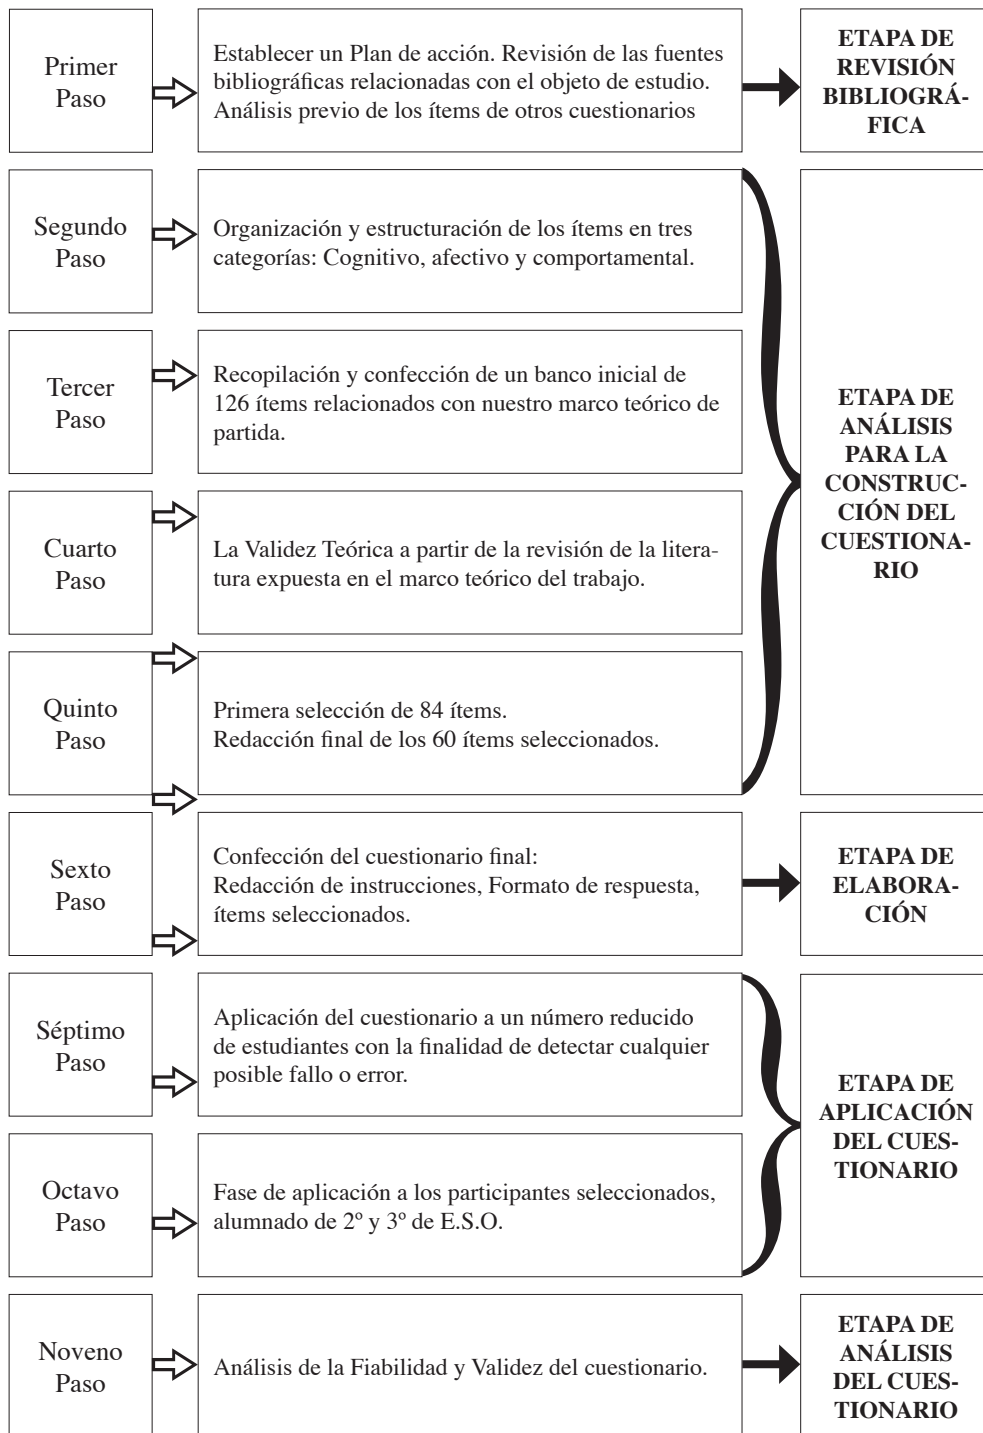 Primer
Paso
Establecer un Plan de acción. Revisión de las fuentes
bibliográficas relacionadas con el objeto de estudio.
Análisis previo de los ítems de otros cuestionarios
ETAPA DE
REVISIÓN
BIBLIOGRÁ-
FICA
Segundo
Paso
Organización y estructuración de los ítems en tres
categorías: Cognitivo, afectivo y comportamental.
Tercer
Paso
Recopilación y confección de un banco inicial de
126 ítems relacionados con nuestro marco teórico de
partida.
Cuarto
Paso
La Validez Teórica a partir de la revisión de la litera-
tura expuesta en el marco teórico del trabajo.
Quinto
Paso
Primera selección de 84 ítems.
Redacción final de los 60 ítems seleccionados.
ETAPA DE
ANÁLISIS
PARA LA
CONSTRUC-
CIÓN DEL
CUESTIONA-
RIO
Sexto
Paso
Confección del cuestionario final:
Redacción de instrucciones, Formato de respuesta,
ítems seleccionados.
ETAPA DE
ELABORA-
CIÓN
Séptimo
Paso
Aplicación del cuestionario a un número reducido
de estudiantes con la finalidad de detectar cualquier
posible fallo o error.
Octavo
Paso
Fase de aplicación a los participantes seleccionados,
alumnado de 2º y 3º de E.S.O.
ETAPA DE
APLICACIÓN
DEL CUES-
TIONARIO
Noveno
Paso
Análisis de la Fiabilidad y Validez del cuestionario.
ETAPA DE
ANÁLISIS
DEL CUES-
TIONARIO